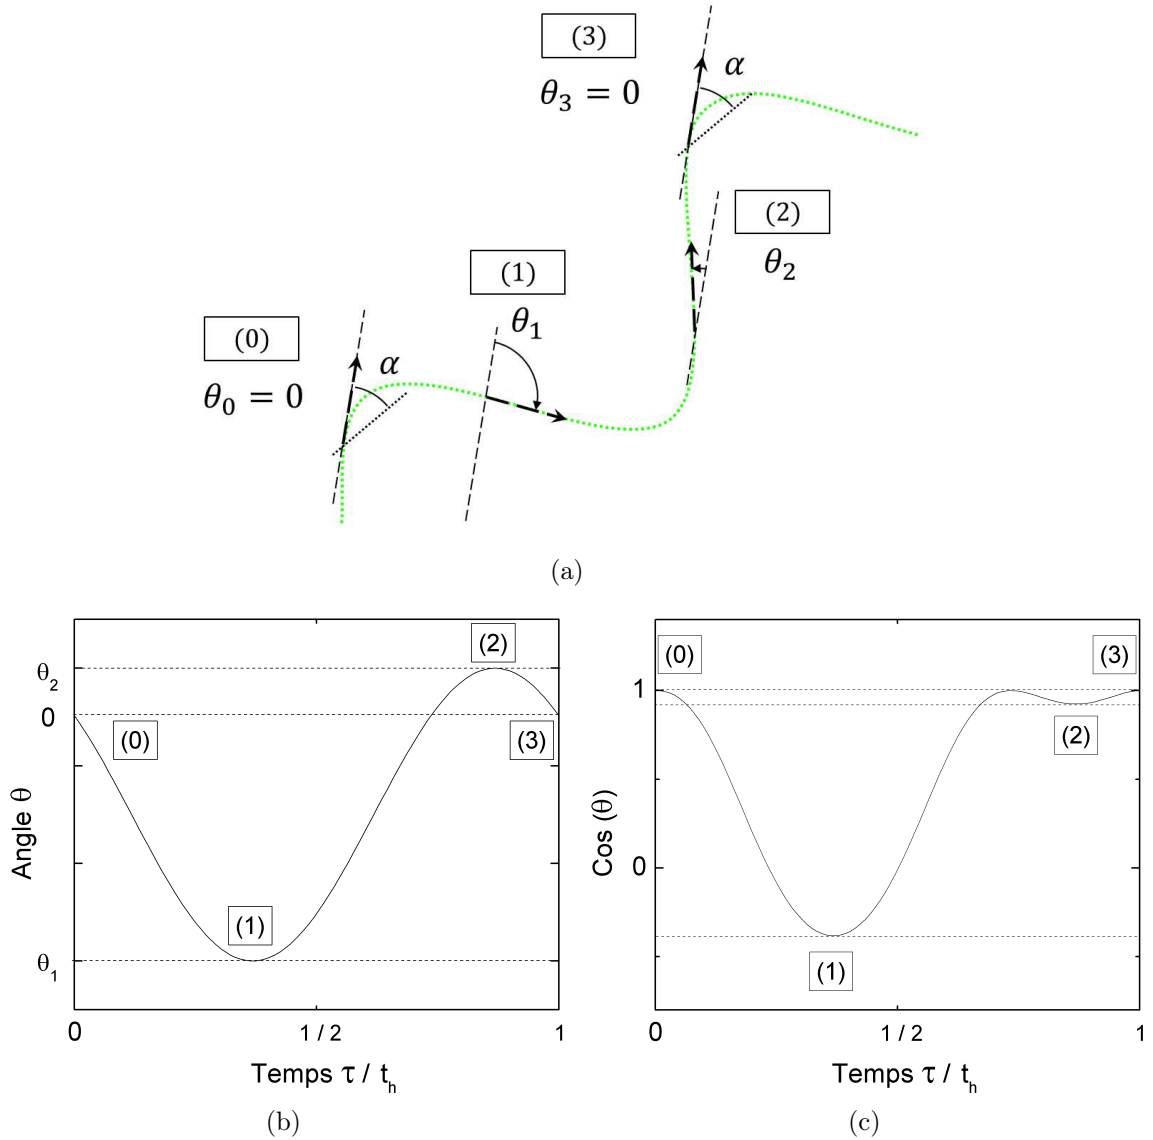 (3)
θ₃ = 0
α
(2)
θ₂
(1)
θ₁
(0)
θ₀ = 0
α
(a)
Angle θ
θ₂
0
θ₁
(2)
(0)
(3)
(1)
0
1 / 2
1
Temps τ / tₕ
(b)
Cos (θ)
1
0
(0)
(3)
(2)
(1)
0
1 / 2
1
Temps τ / tₕ
(c)